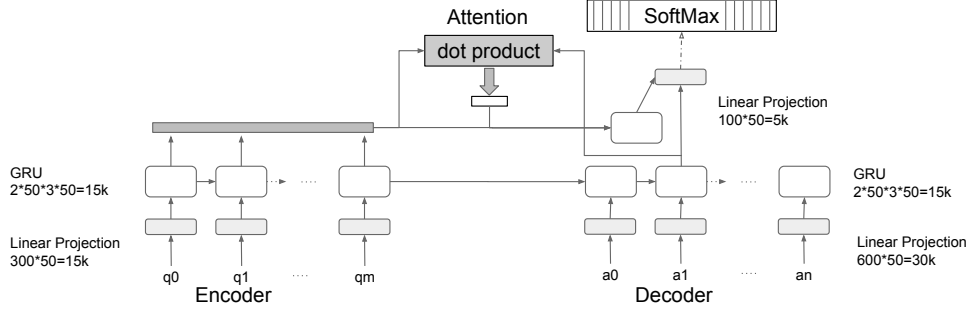 SoftMax
Attention
dot product
Linear Projection
100*50=5k
GRU
2*50*3*50=15k
GRU
2*50*3*50=15k
Linear Projection
300*50=15k
Linear Projection
600*50=30k
q0 q1 .... qm a0 a1 .... an
Encoder Decoder